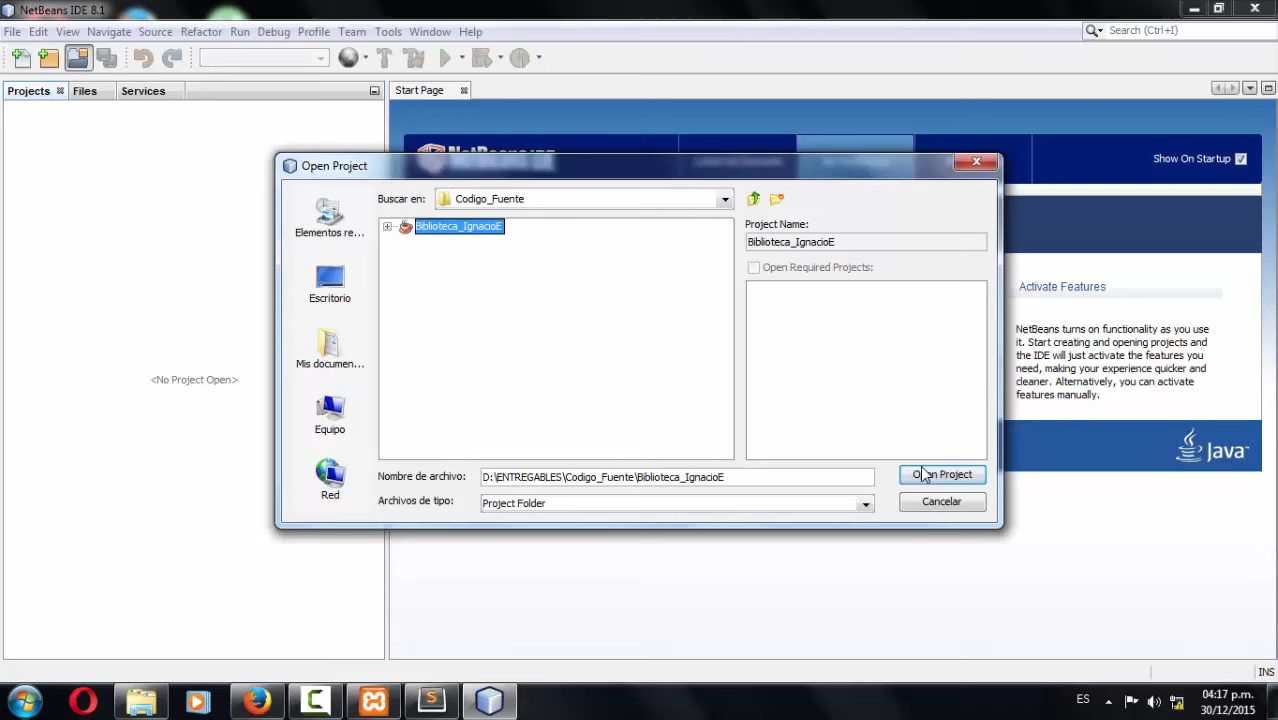 NetBeans IDE 8.1
File Edit View Navigate Source Refactor Run Debug Profile Team Tools Window Help
Search (Ctrl+I)
Projects Files Services
Start Page
NetBeans IDE
Show On Startup
Open Project
Buscar en: Codigo_Fuente
Elementos re...
Escritorio
Mis documen...
Equipo
Red
Biblioteca_IgnacioE
Project Name:
Biblioteca_IgnacioE
Open Required Projects:
Nombre de archivo: D:\ENTREGABLES\Codigo_Fuente\Biblioteca_IgnacioE
Archivos de tipo: Project Folder
Open Project
Cancelar
<No Project Open>
Activate Features
NetBeans turns on functionality as you use
it. Start creating and opening projects and
the IDE will just activate the features you
need, making your experience quicker and
cleaner. Alternatively, you can activate
features manually.
Java™
INS
ES
04:17 p.m.
30/12/2015